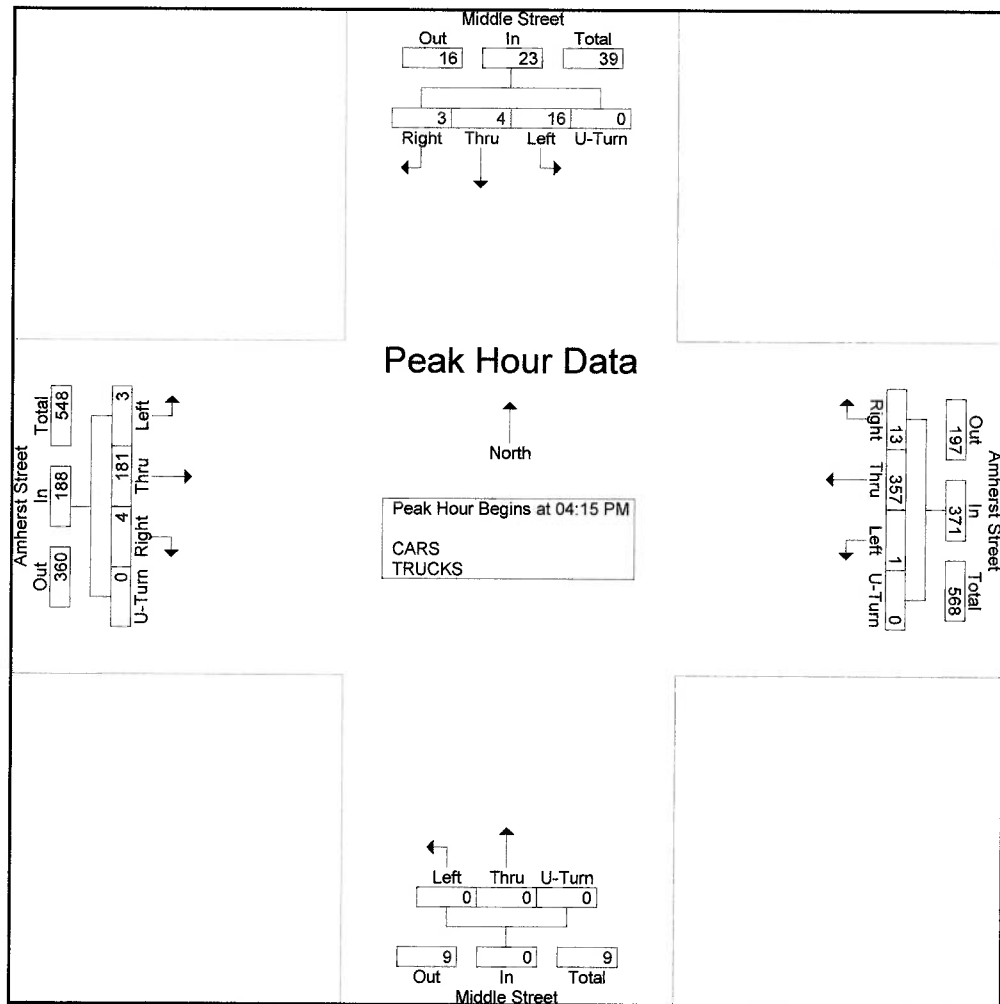 Middle Street
Out In Total
16 23 39
3 4 16 0
Right Thru Left U-Turn
Peak Hour Data
North
Peak Hour Begins at 04:15 PM
CARS
TRUCKS
Amherst Street
Out In Total
360 188 548
0 4 181 3
U-Turn Right Thru Left
Amherst Street
Out In Total
197 371 568
13 357 1 0
Right Thru Left U-Turn
Left Thru U-Turn
0 0 0
9 0 9
Out In Total
Middle Street